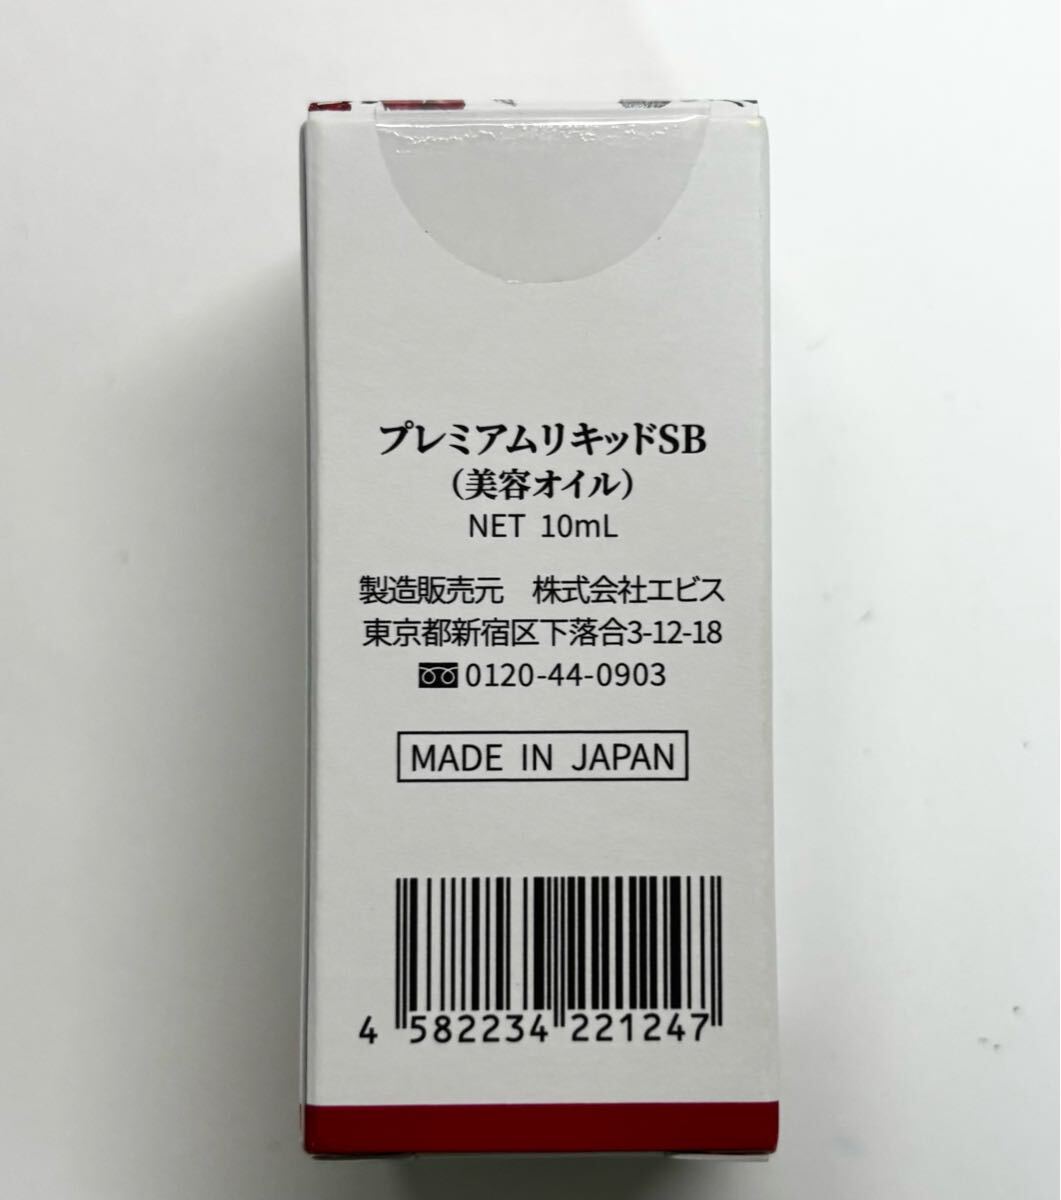 プレミアムリキッドSB
（美容オイル）
NET 10mL
製造販売元　株式会社エビス
東京都新宿区下落合3-12-18
0120-44-0903
MADE IN JAPAN
4 582234 221247